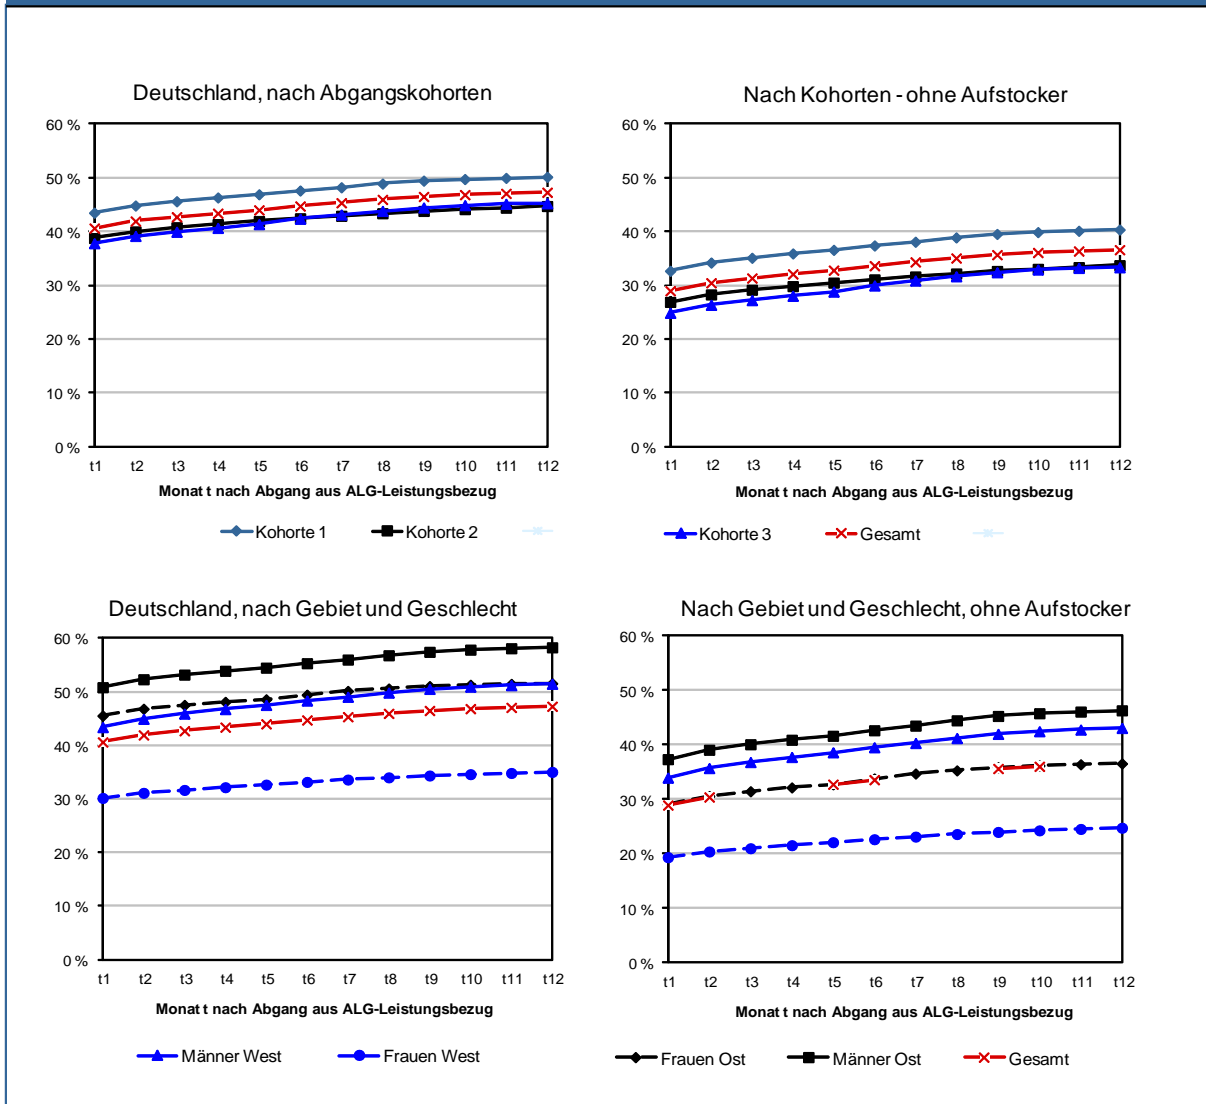 Deutschland, nach Abgangskohorten
60 %
50 %
40 %
30 %
20 %
10 %
0 %
t1 t2 t3 t4 t5 t6 t7 t8 t9 t10 t11 t12
Monat t nach Abgang aus ALG-Leistungsbezug
Nach Kohorten - ohne Aufstocker
60 %
50 %
40 %
30 %
20 %
10 %
0 %
t1 t2 t3 t4 t5 t6 t7 t8 t9 t10 t11 t12
Monat t nach Abgang aus ALG-Leistungsbezug
Kohorte 1 Kohorte 2 Kohorte 3 Gesamt
Deutschland, nach Gebiet und Geschlecht
60 %
50 %
40 %
30 %
20 %
10 %
0 %
t1 t2 t3 t4 t5 t6 t7 t8 t9 t10 t11 t12
Monat t nach Abgang aus ALG-Leistungsbezug
Nach Gebiet und Geschlecht, ohne Aufstocker
60 %
50 %
40 %
30 %
20 %
10 %
0 %
t1 t2 t3 t4 t5 t6 t7 t8 t9 t10 t11 t12
Monat t nach Abgang aus ALG-Leistungsbezug
Männer West Frauen West Frauen Ost Männer Ost Gesamt